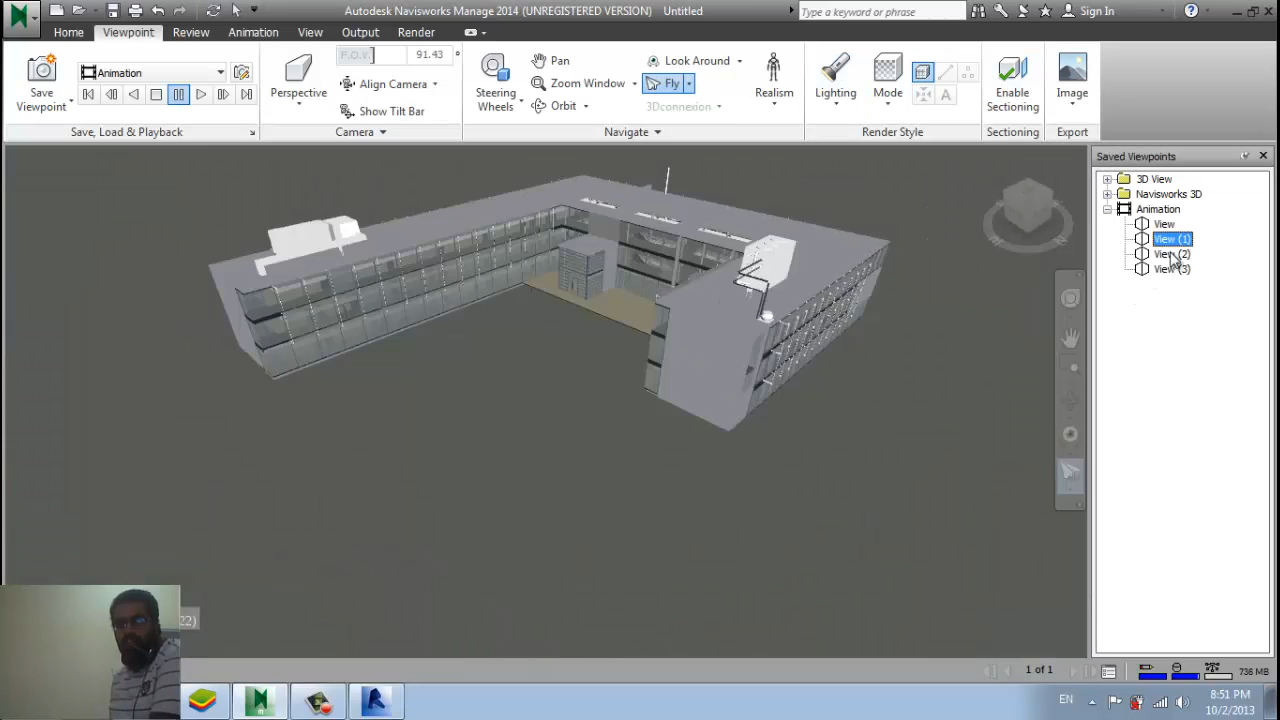 Autodesk Navisworks Manage 2014 (UNREGISTERED VERSION) Untitled
Type a keyword or phrase
Sign In
Home Viewpoint Review Animation View Output Render
Save Viewpoint
Animation
Save, Load & Playback
Perspective
F.O.V. 91.43
Align Camera
Show Tilt Bar
Camera
Steering Wheels
Pan
Zoom Window
Orbit
Look Around
Fly
3Dconnexion
Navigate
Realism
Lighting
Mode
Render Style
Enable Sectioning
Sectioning
Image
Export
Saved Viewpoints
3D View
Navisworks 3D
Animation
View
View (1)
View (2)
View (3)
22)
1 of 1
736 MB
EN
8:51 PM
10/2/2013